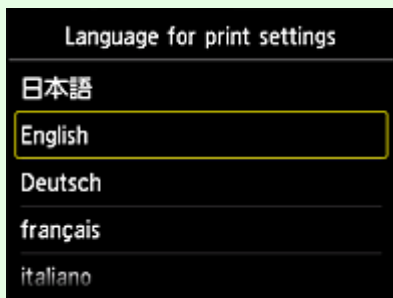 Language for print settings
日本語
English
Deutsch
français
italiano